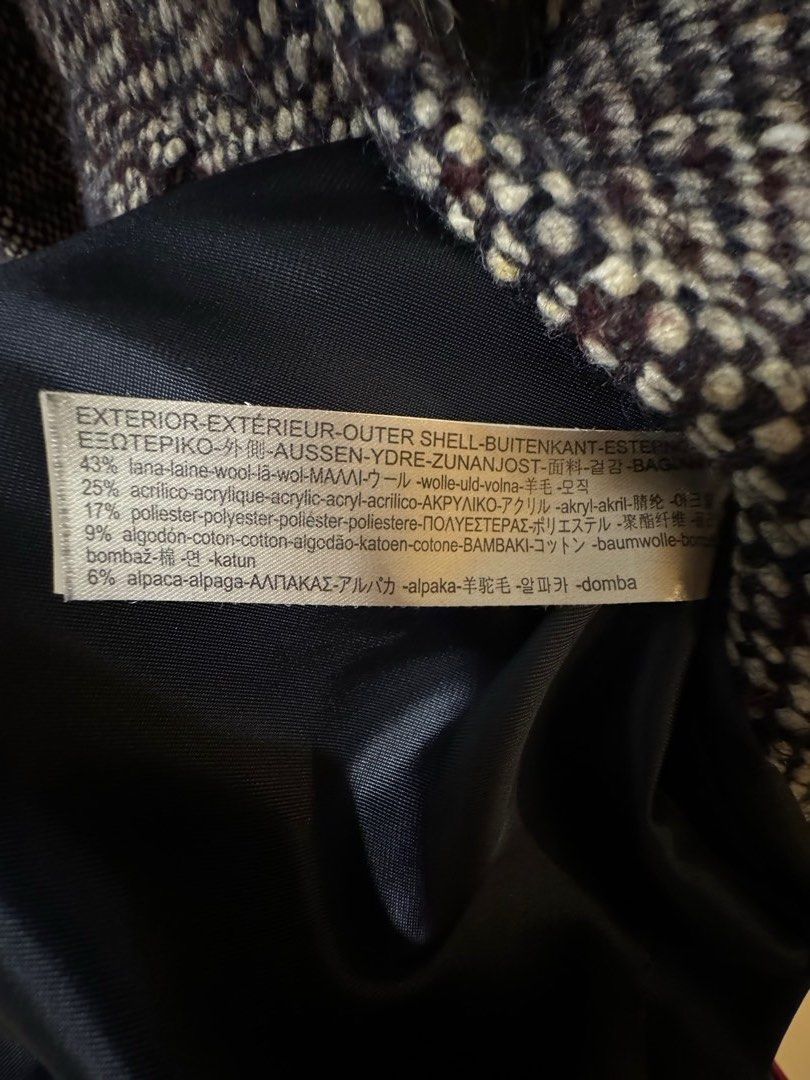 EXTERIOR-EXTÉRIEUR-OUTER SHELL-BUITENKANT-
ΕΞΩΤΕΡΙΚΟ-外側-AUSSEN-YDRE-ZUNANJOST-面料-겉감-
43% lana-laine-wool-lã-wol-ΜΑΛΛΙ-ウール -wolle-uld-volna-羊毛-모직
25% acrílico-acrylique-acrylic-acryl-acrilico-ΑΚΡΥΛΙΚΟ-アクリル -akryl-akril-腈纶-
17% poliester-polyester-poliéster-poliestere-ΠΟΛΥΕΣΤΕΡΑΣ-ポリエステル -聚酯纤维-
9% algodón-coton-cotton-algodão-katoen-cotone-ΒΑΜΒΑΚΙ-コットン -baumwolle-
bombaž-棉 -면 -katun
6% alpaca-alpaga-ΑΛΠΑΚΑΣ-アルパカ -alpaka-羊驼毛 -알파카 -domba